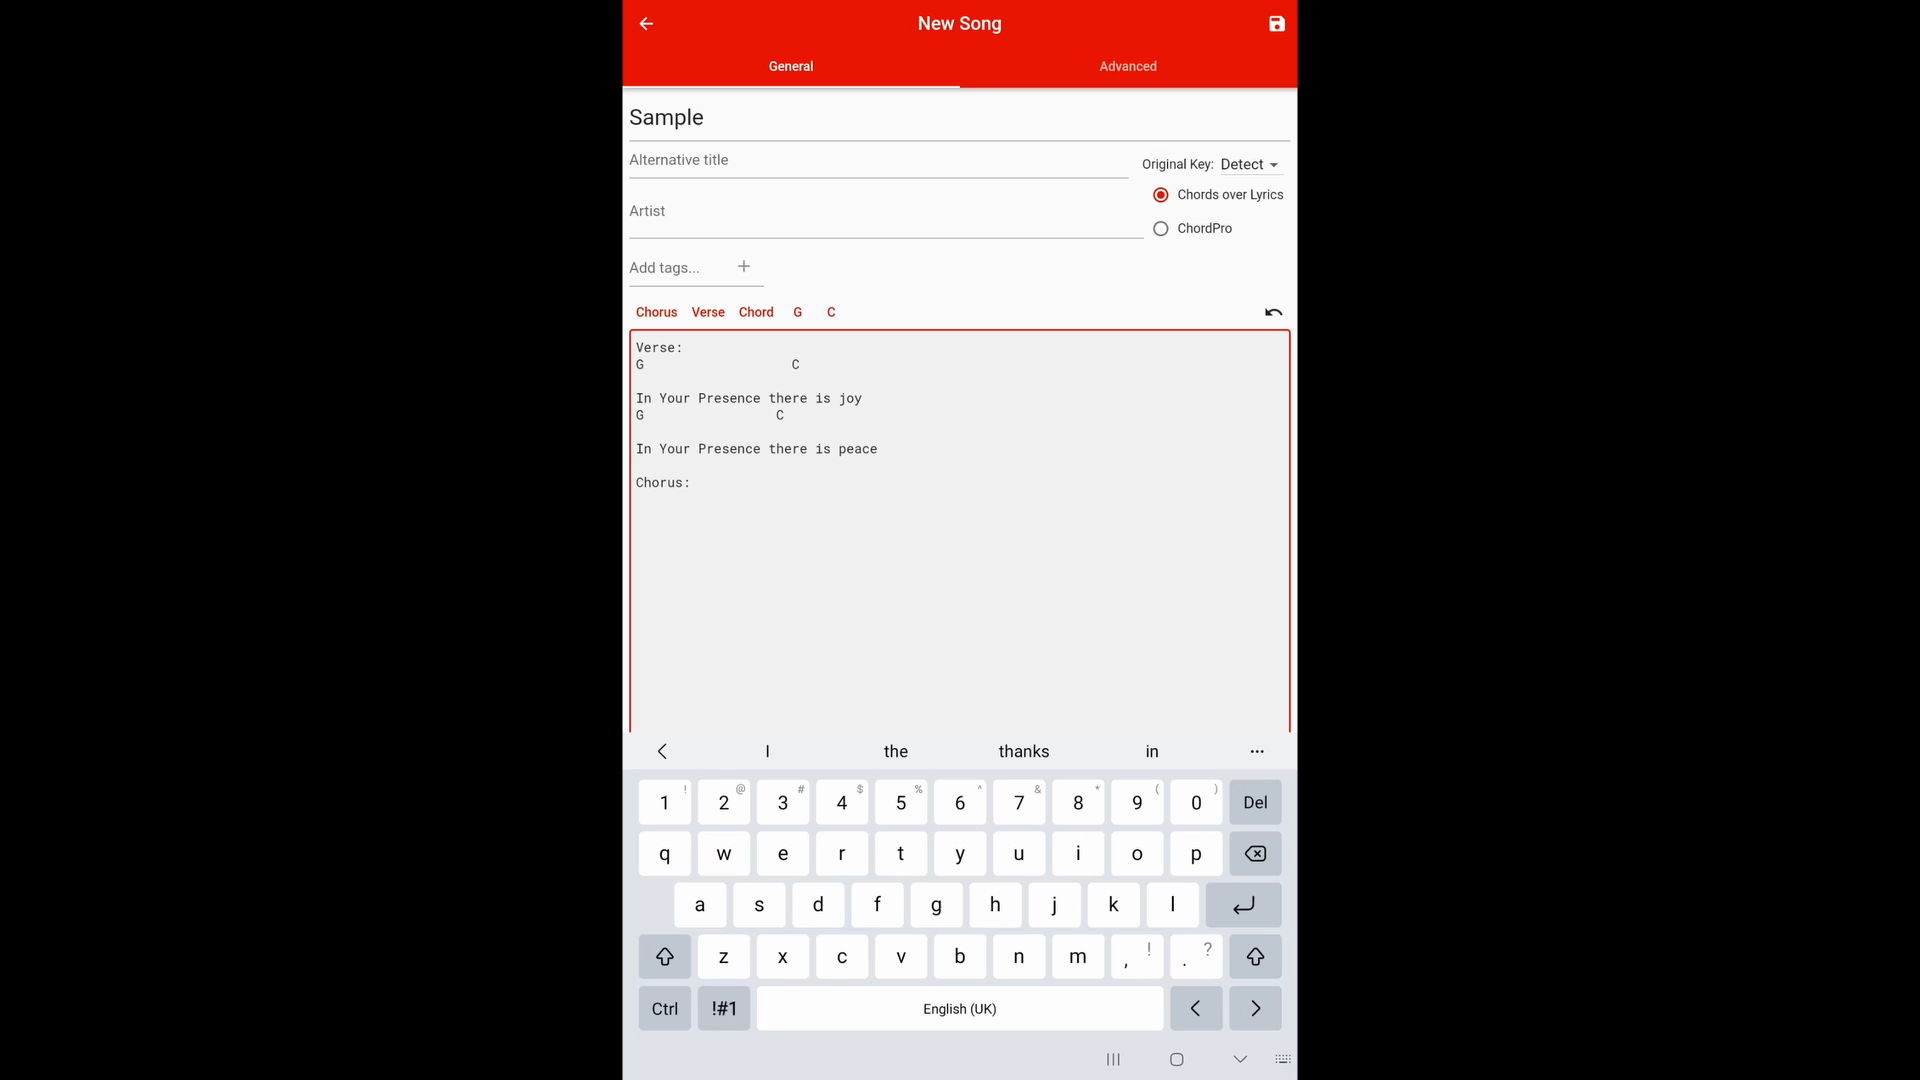 New Song
General Advanced
Sample
Alternative title
Original Key: Detect
Chords over Lyrics
Artist
ChordPro
Add tags... +
Chorus Verse Chord G C
Verse:
G                   C
In Your Presence there is joy
G                 C
In Your Presence there is peace
Chorus:
I the thanks in ...
1 ! 2 @ 3 # 4 $ 5 % 6 ^ 7 & 8 * 9 ( 0 ) Del
q w e r t y u i o p
a s d f g h j k l
z x c v b n m , ! . ?
Ctrl !#1 English (UK) < >